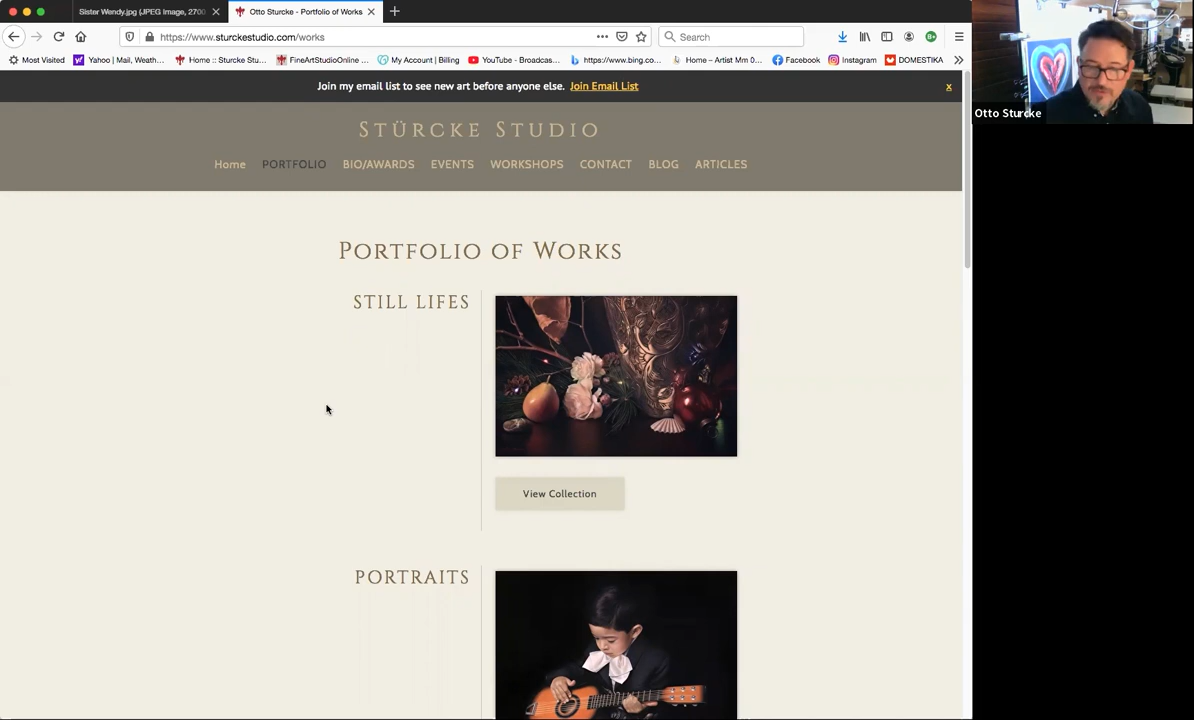 Sister Wendy.jpg (JPEG Image, 2700
Otto Sturcke - Portfolio of Works
https://www.sturckestudio.com/works
Search
Most Visited
Yahoo | Mail, Weath…
Home :: Sturcke Stu…
FineArtStudioOnline …
My Account | Billing
YouTube - Broadcas…
https://www.bing.co…
Home – Artist Mm 0…
Facebook
Instagram
DOMESTIKA
Join my email list to see new art before anyone else. Join Email List
x
Stürcke Studio
Home PORTFOLIO BIO/AWARDS EVENTS WORKSHOPS CONTACT BLOG ARTICLES
Otto Sturcke
Portfolio of Works
STILL LIFES
View Collection
PORTRAITS